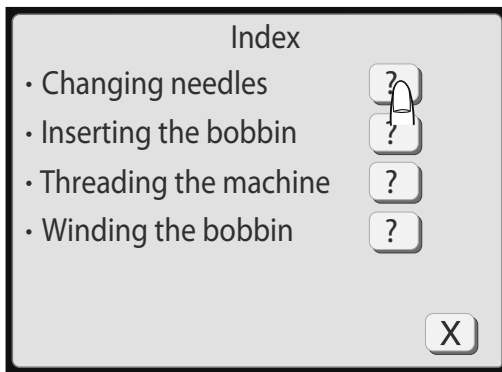 Index
· Changing needles ?
· Inserting the bobbin ?
· Threading the machine ?
· Winding the bobbin ?
X